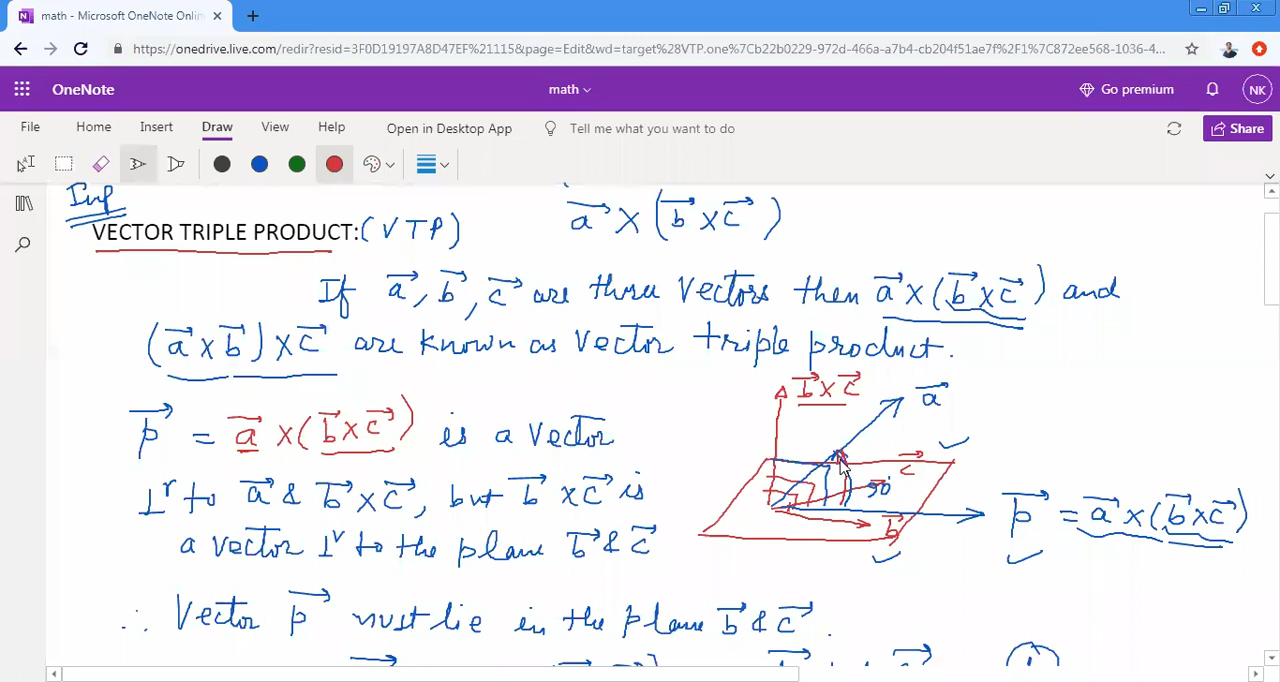 math - Microsoft OneNote Onlin
https://onedrive.live.com/redir?resid=3F0D19197A8D47EF%21115&page=Edit&wd=target%28VTP.one%7Cb22b0229-972d-466a-a7b4-cb204f51ae7f%2F1%7C872ee568-1036-4...
OneNote
math
Go premium
NK
File Home Insert Draw View Help Open in Desktop App Tell me what you want to do
Share
Imp
a⃗ × (b⃗ × c⃗)
VECTOR TRIPLE PRODUCT: (VTP)
If a⃗, b⃗, c⃗ are three vectors then a⃗ × (b⃗ × c⃗) and
(a⃗ × b⃗) × c⃗ are known as vector triple product.
b⃗ × c⃗
a⃗
p⃗ = a⃗ × (b⃗ × c⃗) is a vector
c⃗
90°
⊥r to a⃗ & b⃗ × c⃗, but b⃗ × c⃗ is
b⃗
p⃗ = a⃗ × (b⃗ × c⃗)
a vector ⊥r to the plane b⃗ & c⃗
∴ Vector p⃗ must lie in the plane b⃗ & c⃗.